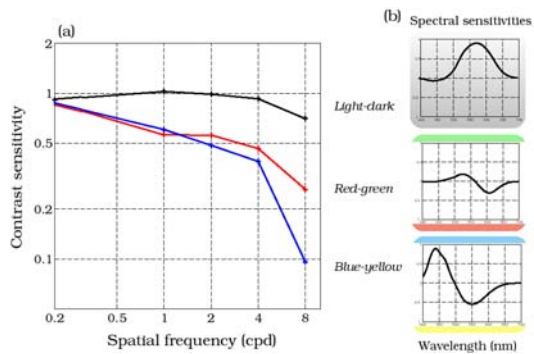 (a)
2
1
0.5
0.2
0.1
Contrast sensitivity
0.2
0.5
1
2
4
8
Spatial frequency (cpd)
(b)
Spectral sensitivities
Light-dark
Red-green
Blue-yellow
Wavelength (nm)